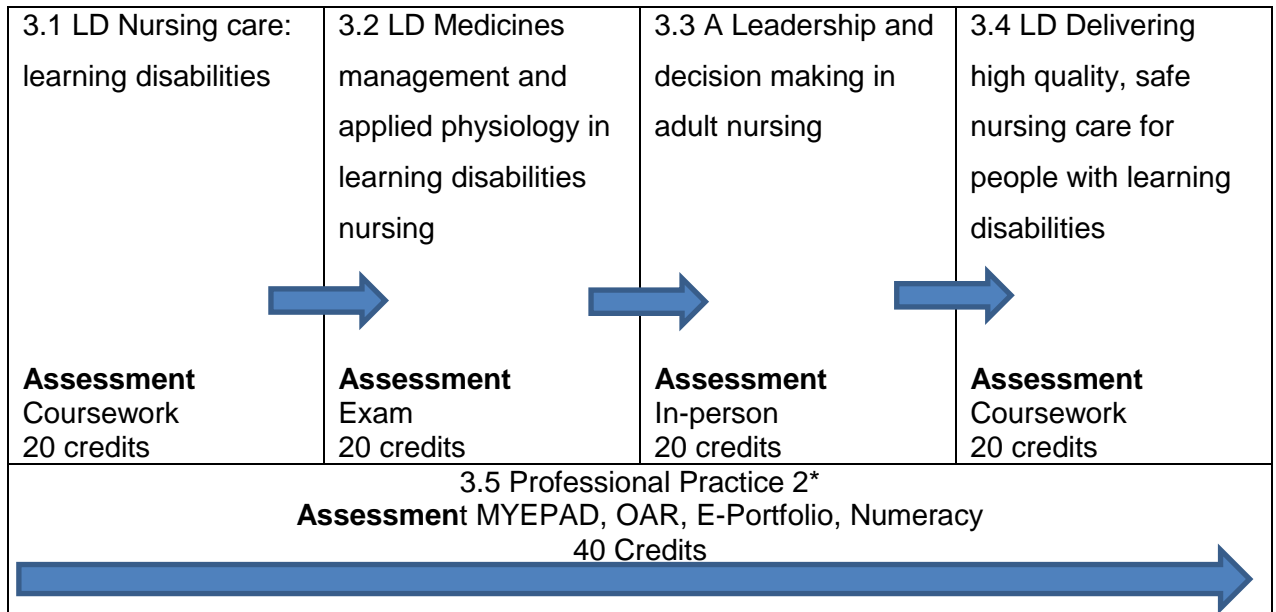 3.1 LD Nursing care:
learning disabilities
Assessment
Coursework
20 credits
3.2 LD Medicines
management and
applied physiology in
learning disabilities
nursing
Assessment
Exam
20 credits
3.3 A Leadership and
decision making in
adult nursing
Assessment
In-person
20 credits
3.4 LD Delivering
high quality, safe
nursing care for
people with learning
disabilities
Assessment
Coursework
20 credits
3.5 Professional Practice 2*
Assessment MYEPAD, OAR, E-Portfolio, Numeracy
40 Credits